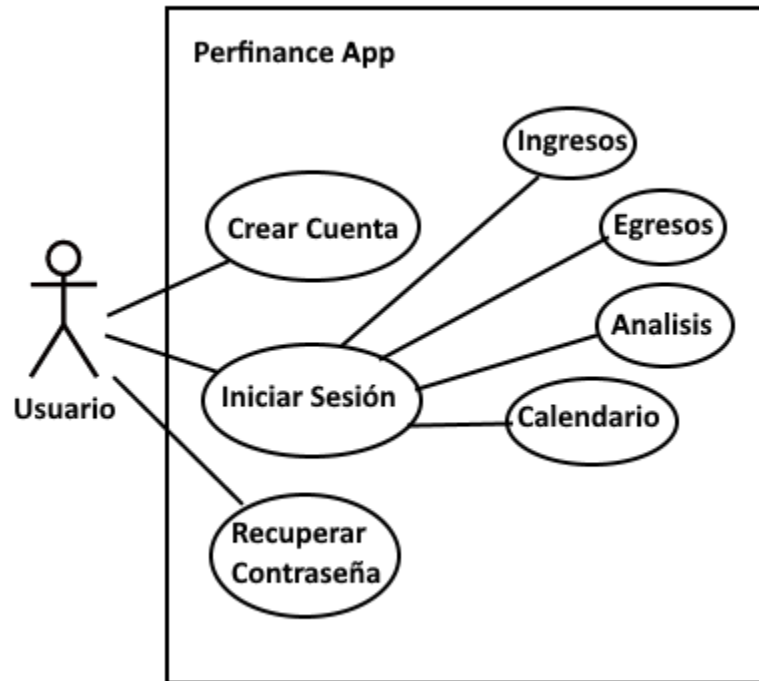 Perfinance App
Ingresos
Crear Cuenta
Egresos
Analisis
Iniciar Sesión
Usuario
Calendario
Recuperar
Contraseña